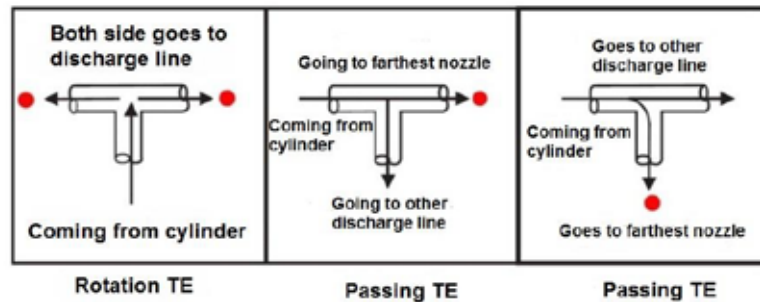 Both side goes to
discharge line
Coming from cylinder
Rotation TE
Going to farthest nozzle
Coming from
cylinder
Going to other
discharge line
Passing TE
Goes to other
discharge line
Coming from
cylinder
Goes to farthest nozzle
Passing TE